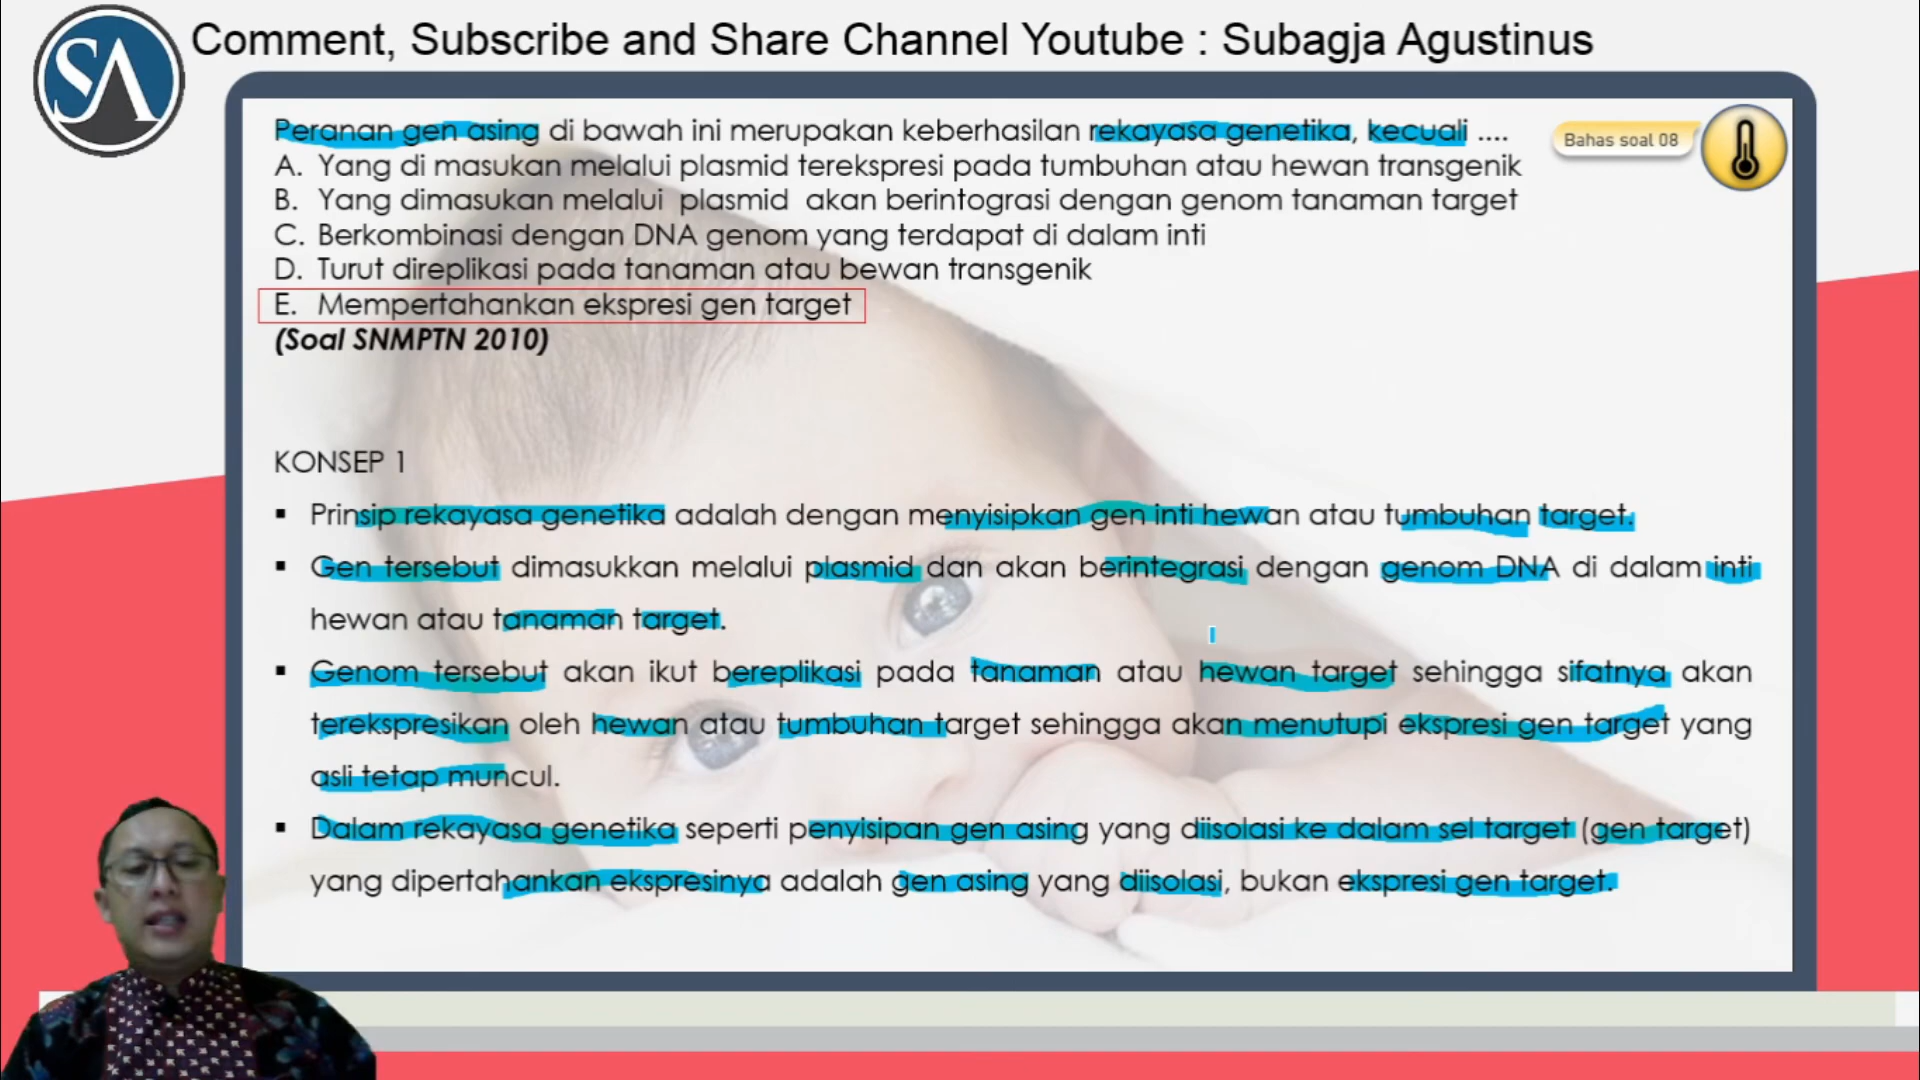 SA
Comment, Subscribe and Share Channel Youtube : Subagja Agustinus
Peranan gen asing di bawah ini merupakan keberhasilan rekayasa genetika, kecuali ....
Bahas soal 08
A. Yang di masukan melalui plasmid terekspresi pada tumbuhan atau hewan transgenik
B. Yang dimasukan melalui plasmid akan berintograsi dengan genom tanaman target
C. Berkombinasi dengan DNA genom yang terdapat di dalam inti
D. Turut direplikasi pada tanaman atau bewan transgenik
E. Mempertahankan ekspresi gen target
(Soal SNMPTN 2010)
KONSEP 1
▪ Prinsip rekayasa genetika adalah dengan menyisipkan gen inti hewan atau tumbuhan target.
▪ Gen tersebut dimasukkan melalui plasmid dan akan berintegrasi dengan genom DNA di dalam inti
hewan atau tanaman target.
▪ Genom tersebut akan ikut bereplikasi pada tanaman atau hewan target sehingga sifatnya akan
terekspresikan oleh hewan atau tumbuhan target sehingga akan menutupi ekspresi gen target yang
asli tetap muncul.
▪ Dalam rekayasa genetika seperti penyisipan gen asing yang diisolasi ke dalam sel target (gen target)
yang dipertahankan ekspresinya adalah gen asing yang diisolasi, bukan ekspresi gen target.